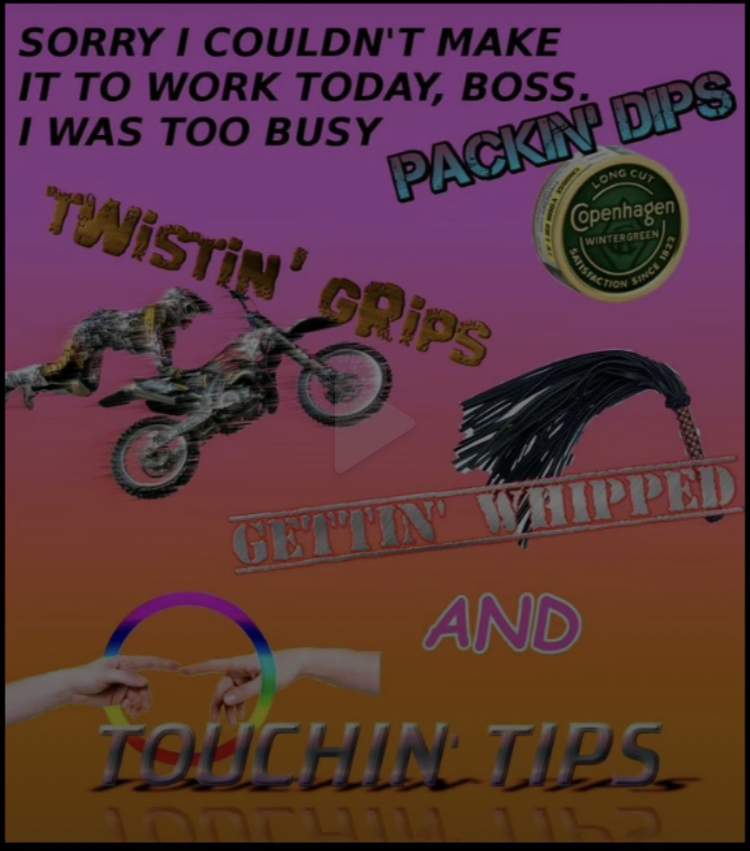 SORRY I COULDN'T MAKE
IT TO WORK TODAY, BOSS.
I WAS TOO BUSY
PACKIN' DIPS
LONG CUT
Copenhagen
WINTERGREEN
SATISFACTION SINCE 1822
TWiSTiN' GRiPS
GETTIN' WHIPPED
AND
TOUCHIN' TIPS